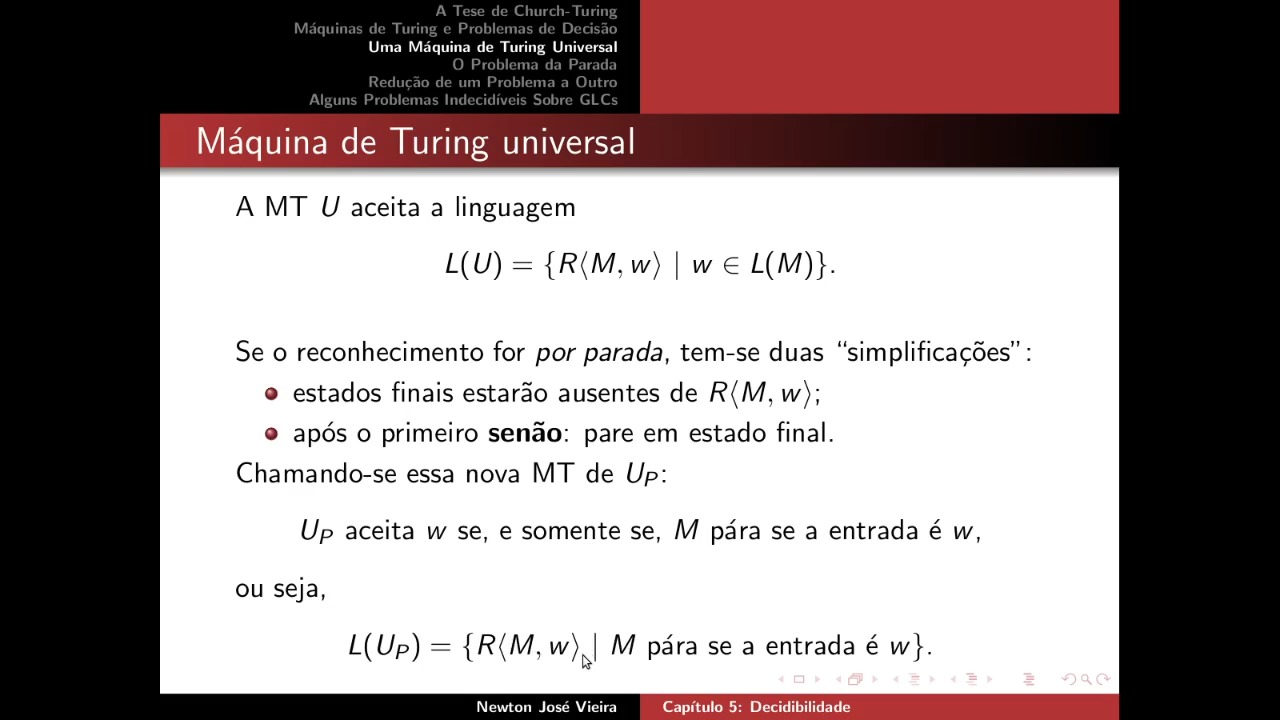 A Tese de Church-Turing
Máquinas de Turing e Problemas de Decisão
Uma Máquina de Turing Universal
O Problema da Parada
Redução de um Problema a Outro
Alguns Problemas Indecidíveis Sobre GLCs
Máquina de Turing universal
A MT U aceita a linguagem
L(U) = {R⟨M, w⟩ | w ∈ L(M)}.
Se o reconhecimento for por parada, tem-se duas “simplificações”:
estados finais estarão ausentes de R⟨M, w⟩;
após o primeiro senão: pare em estado final.
Chamando-se essa nova MT de U_P:
U_P aceita w se, e somente se, M pára se a entrada é w,
ou seja,
L(U_P) = {R⟨M, w⟩ | M pára se a entrada é w}.
Newton José Vieira
Capítulo 5: Decidibilidade